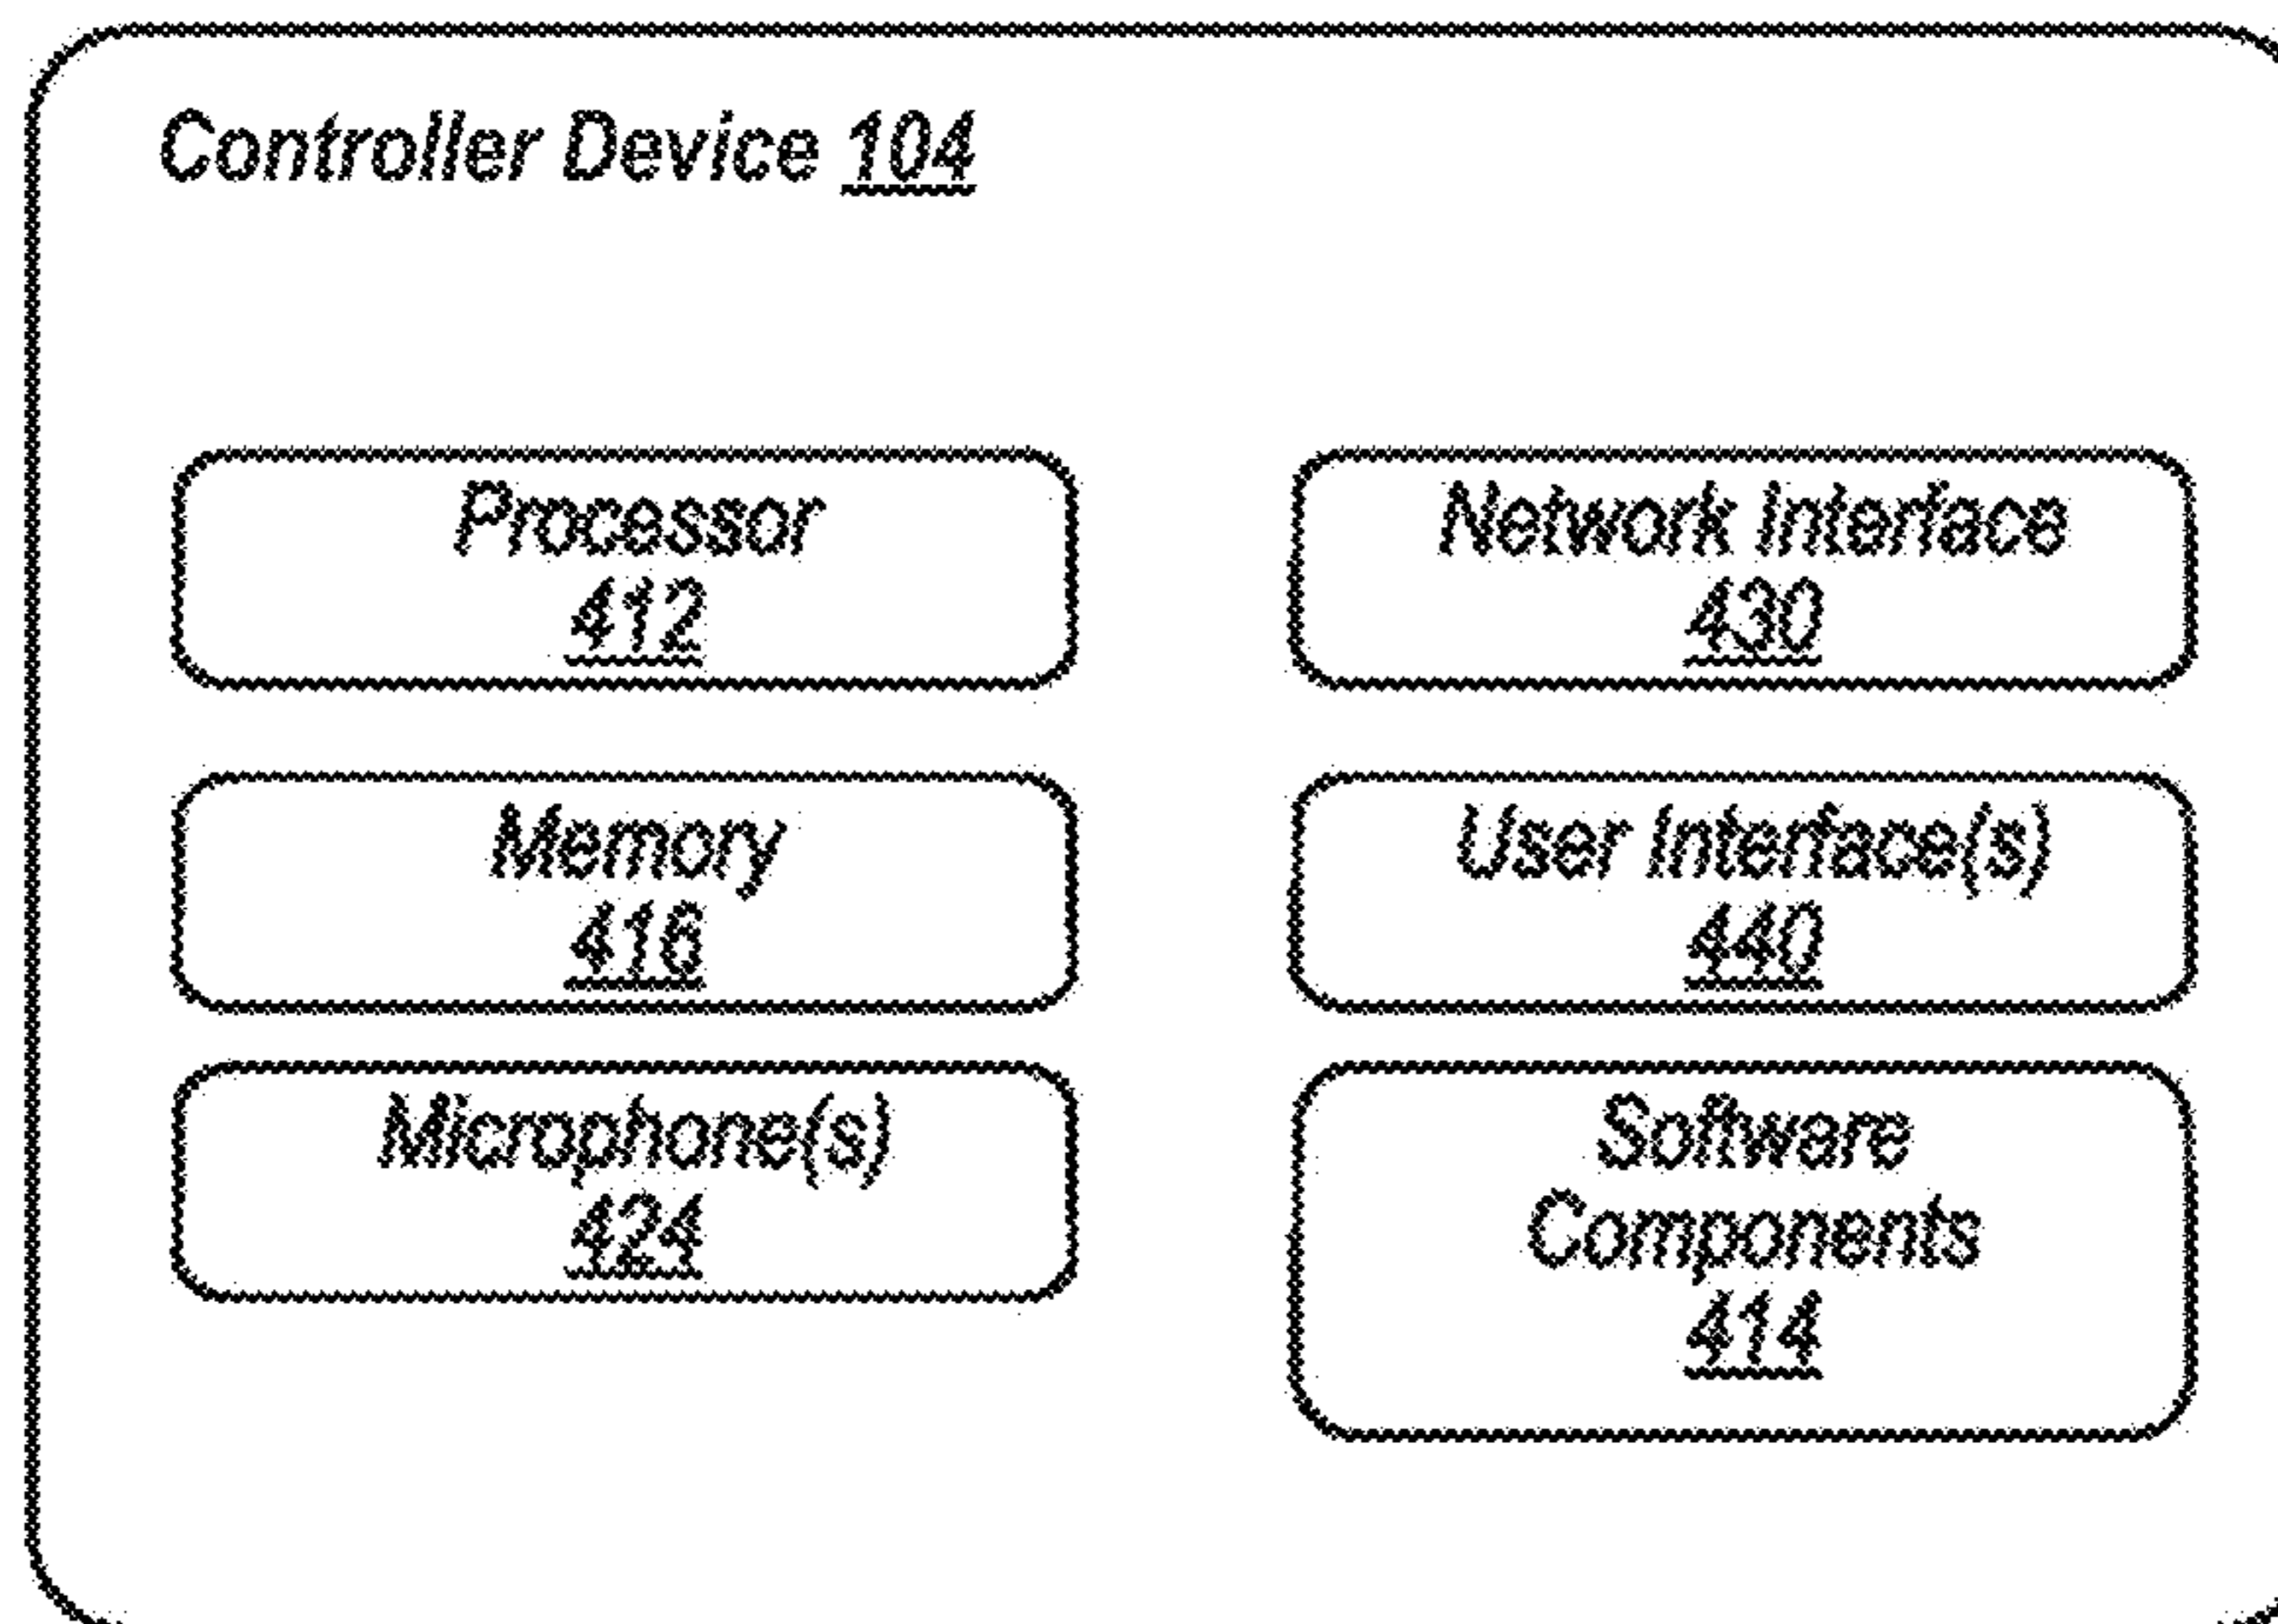 Controller Device 104
Processor
412
Network Interface
430
Memory
416
User Interface(s)
440
Microphone(s)
424
Software
Components
414